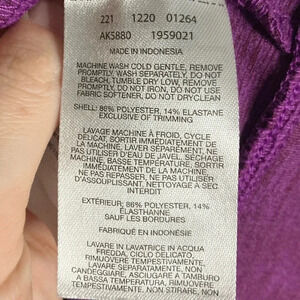 221 1220 01264
AK5880 1959021
MADE IN INDONESIA
MACHINE WASH COLD GENTLE, REMOVE
PROMPTLY, WASH SEPARATELY, DO NOT
BLEACH, TUMBLE DRY LOW, REMOVE
PROMPTLY, DO NOT IRON, DO NOT USE
FABRIC SOFTENER, DO NOT DRYCLEAN
SHELL: 86% POLYESTER, 14% ELASTANE
EXCLUSIVE OF TRIMMING
LAVAGE MACHINE À FROID, CYCLE
DÉLICAT, SORTIR IMMÉDIATEMENT DE
LA MACHINE, LAVER SÉPARÉMENT, NE
PAS UTILISER D'EAU DE JAVEL, SÉCHAGE
MACHINE, BASSE TEMPÉRATURE, SORTIR
IMMÉDIATEMENT DE LA MACHINE,
NE PAS REPASSER, NE PAS UTILISER
D'ASSOUPLISSANT, NETTOYAGE A SEC
INTERDIT
EXTÉRIEUR: 86% POLYESTER, 14%
ÉLASTHANNE
SAUF LES BORDURES
FABRIQUÉ EN INDONÉSIE
LAVARE IN LAVATRICE IN ACQUA
FREDDA, CICLO DELICATO,
RIMUOVERE TEMPESTIVAMENTE,
LAVARE SEPARATAMENTE, NON
CANDEGGIARE, ASCIUGARE A TAMBURO
A BASSA TEMPERATURA, RIMUOVERE
TEMPESTIVAMENTE, NON STIRARE, NON